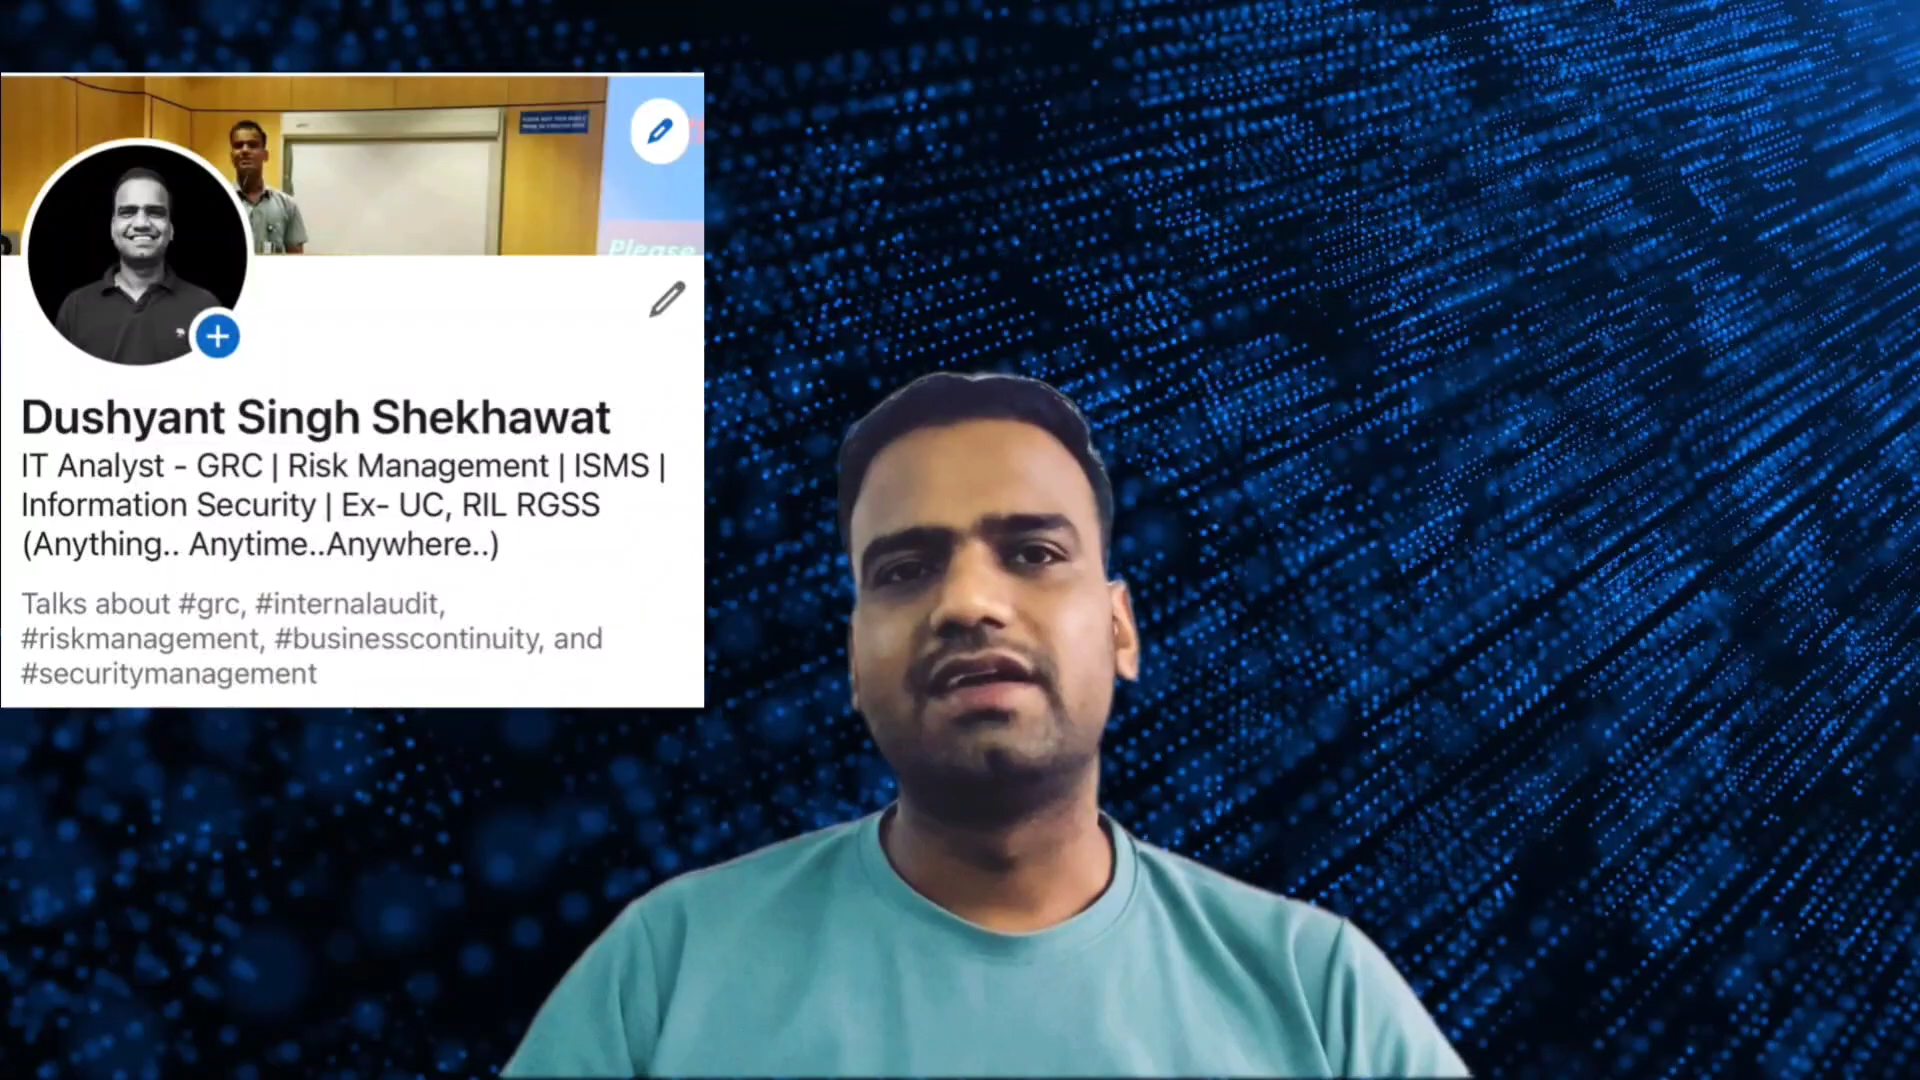 Please
Dushyant Singh Shekhawat
IT Analyst - GRC | Risk Management | ISMS |
Information Security | Ex- UC, RIL RGSS
(Anything.. Anytime..Anywhere..)
Talks about #grc, #internalaudit,
#riskmanagement, #businesscontinuity, and
#securitymanagement